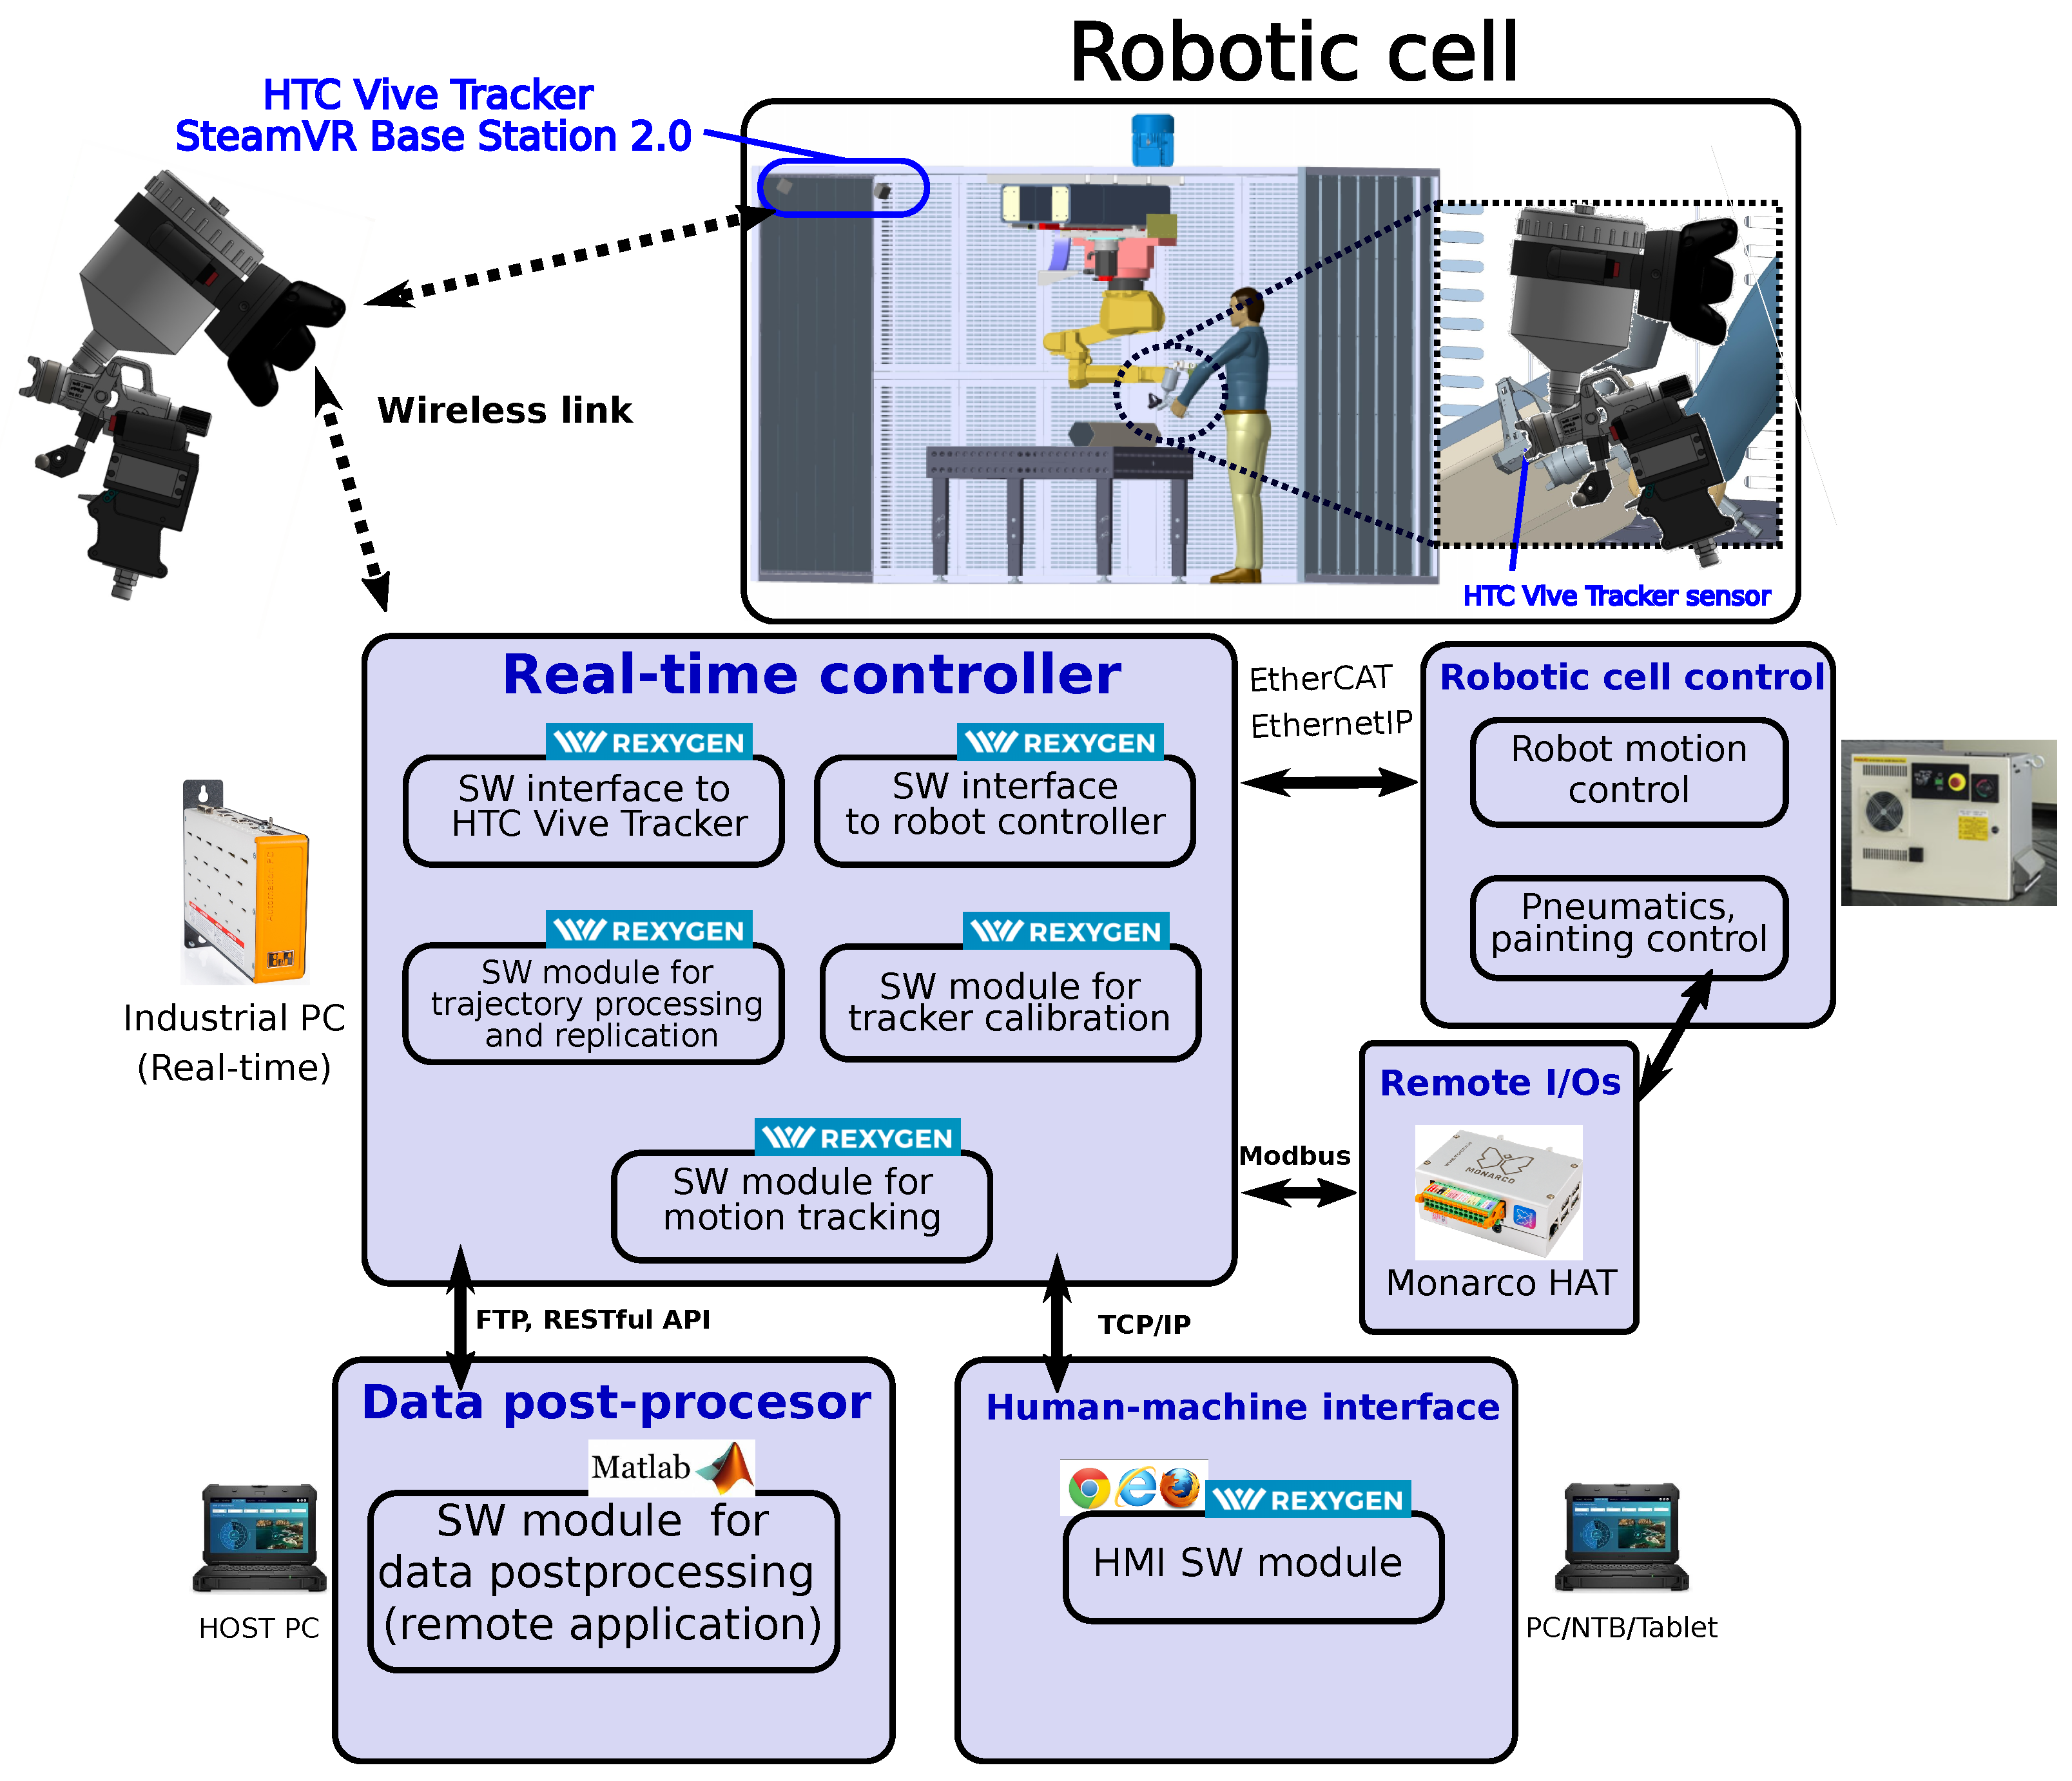 Robotic cell
HTC Vive Tracker
SteamVR Base Station 2.0
Wireless link
HTC Vive Tracker sensor
Real-time controller
REXYGEN
SW interface to
HTC Vive Tracker
REXYGEN
SW interface
to robot controller
REXYGEN
SW module for
trajectory processing
and replication
REXYGEN
SW module for
tracker calibration
REXYGEN
SW module for
motion tracking
Industrial PC
(Real-time)
EtherCAT
EthernetIP
Robotic cell control
Robot motion
control
Pneumatics,
painting control
Modbus
Remote I/Os
MONARCO
Monarco HAT
FTP, RESTful API
TCP/IP
Data post-procesor
Matlab
SW module for
data postprocessing
(remote application)
HOST PC
Human-machine interface
REXYGEN
HMI SW module
PC/NTB/Tablet